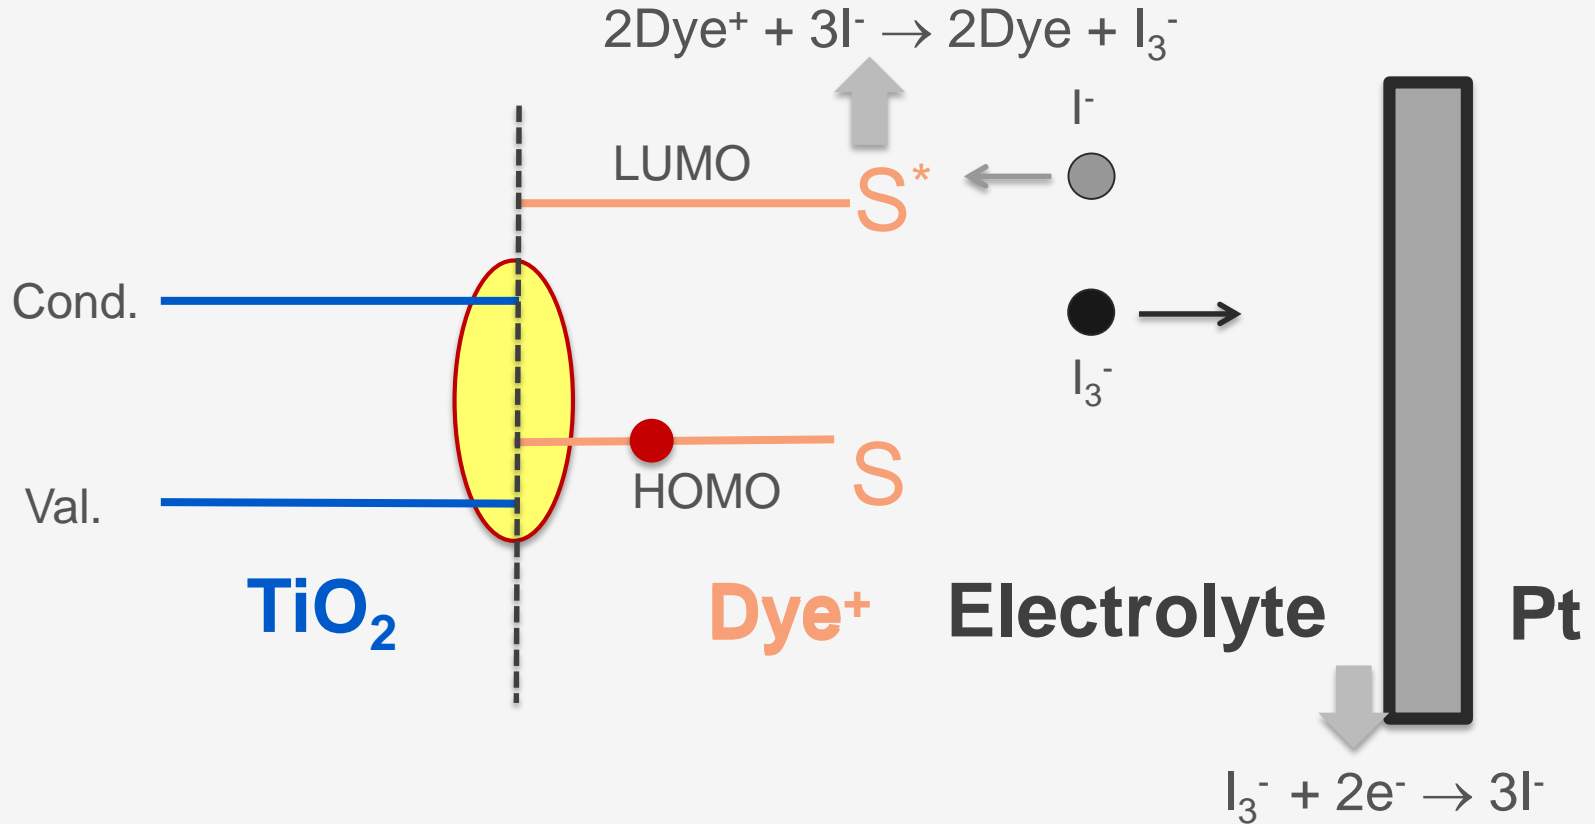 2Dye⁺ + 3I⁻ → 2Dye + I₃⁻
I⁻
LUMO
S*
Cond.
I₃⁻
HOMO
S
Val.
TiO₂
Dye⁺
Electrolyte
Pt
I₃⁻ + 2e⁻ → 3I⁻